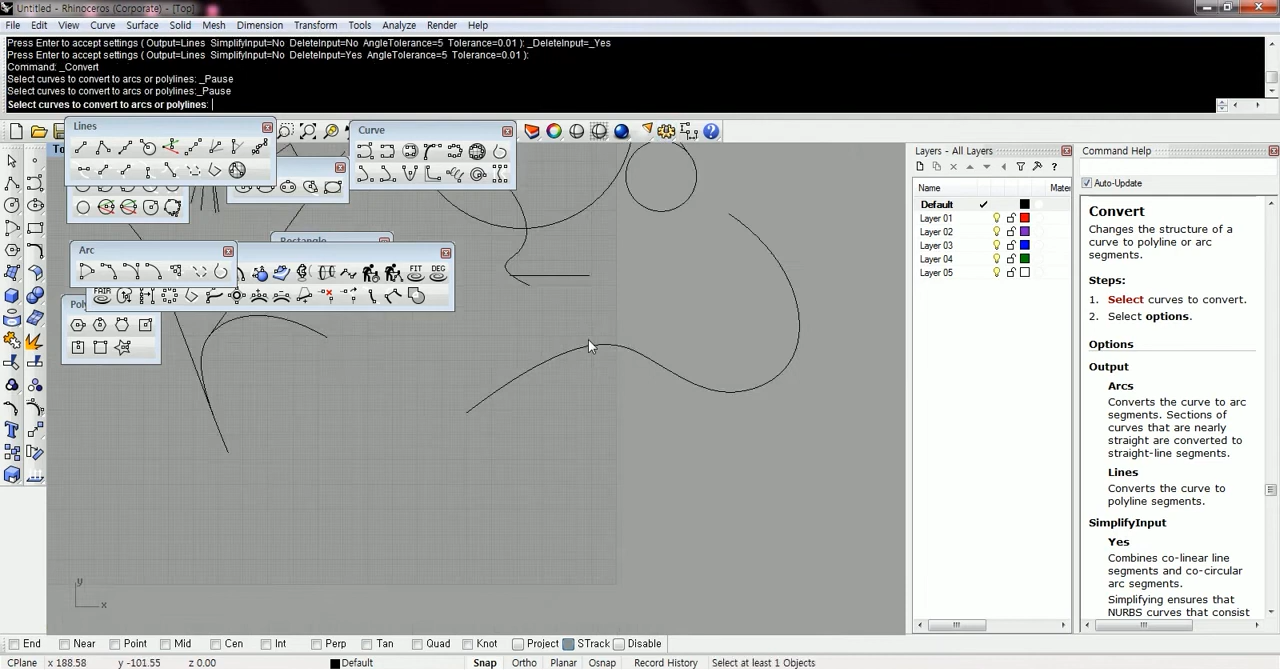 Untitled - Rhinoceros (Corporate) - [Top]
File Edit View Curve Surface Solid Mesh Dimension Transform Tools Analyze Render Help
Press Enter to accept settings ( Output=Lines SimplifyInput=No DeleteInput=No AngleTolerance=5 Tolerance=0.01 ): _DeleteInput=_Yes
Press Enter to accept settings ( Output=Lines SimplifyInput=No DeleteInput=Yes AngleTolerance=5 Tolerance=0.01 ):
Command: _Convert
Select curves to convert to arcs or polylines: _Pause
Select curves to convert to arcs or polylines:_Pause
Select curves to convert to arcs or polylines:
Lines
Curve
To
Rectangle
Arc
FIT DEG
FAIR
Pol
y
x
Layers - All Layers
Name Mater
Default
Layer 01
Layer 02
Layer 03
Layer 04
Layer 05
Command Help
Auto-Update
Convert
Changes the structure of a
curve to polyline or arc
segments.
Steps:
1. Select curves to convert.
2. Select options.
Options
Output
Arcs
Converts the curve to arc
segments. Sections of
curves that are nearly
straight are converted to
straight-line segments.
Lines
Converts the curve to
polyline segments.
SimplifyInput
Yes
Combines co-linear line
segments and co-circular
arc segments.
Simplifying ensures that
NURBS curves that consist
End Near Point Mid Cen Int Perp Tan Quad Knot Project STrack Disable
CPlane x 188.58 y -101.55 z 0.00 Default Snap Ortho Planar Osnap Record History Select at least 1 Objects